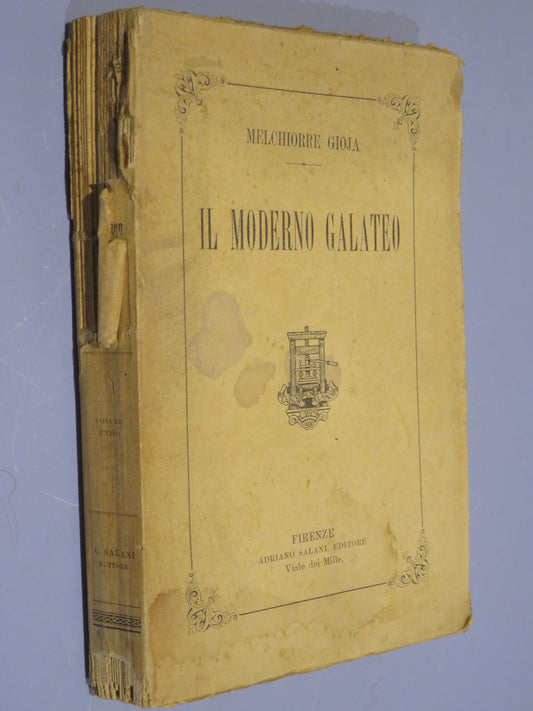 MELCHIORRE GIOJA
IL MODERNO GALATEO
FIRENZE
ADRIANO SALANI, EDITORE
Viale dei Mille.
VOLUME
UNICO
A. SALANI
EDITORE